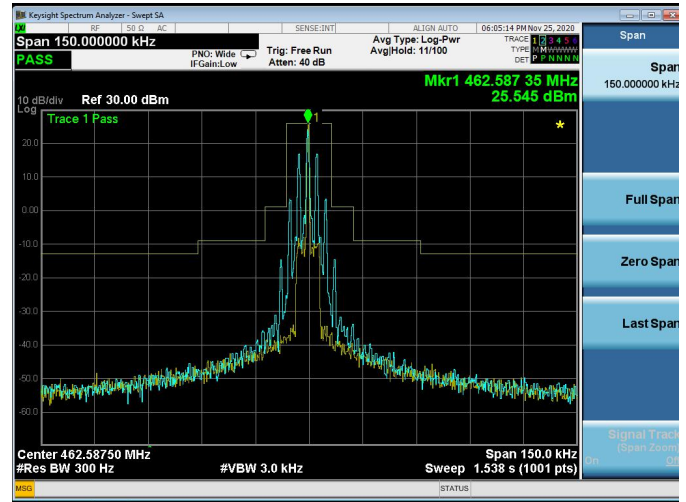 Keysight Spectrum Analyzer - Swept SA
LXI
RF
50 Ω
AC
SENSE:INT
ALIGN AUTO
06:05:14 PM Nov 25, 2020
Span 150.000000 kHz
PASS
PNO: Wide
IFGain:Low
Trig: Free Run
Atten: 40 dB
Avg Type: Log-Pwr
Avg|Hold: 11/100
TRACE 1 2 3 4 5 6
TYPE M M W W W W
DET P P N N N N
Mkr1 462.587 35 MHz
25.545 dBm
10 dB/div
Log
Ref 30.00 dBm
Trace 1 Pass
1
*
20.0
10.0
0.00
-10.0
-20.0
-30.0
-40.0
-50.0
-60.0
Center 462.58750 MHz
Span 150.0 kHz
#Res BW 300 Hz
#VBW 3.0 kHz
Sweep 1.538 s (1001 pts)
MSG
STATUS
Span
Span
150.000000 kHz
Full Span
Zero Span
Last Span
Signal Track
(Span Zoom)
On
Off